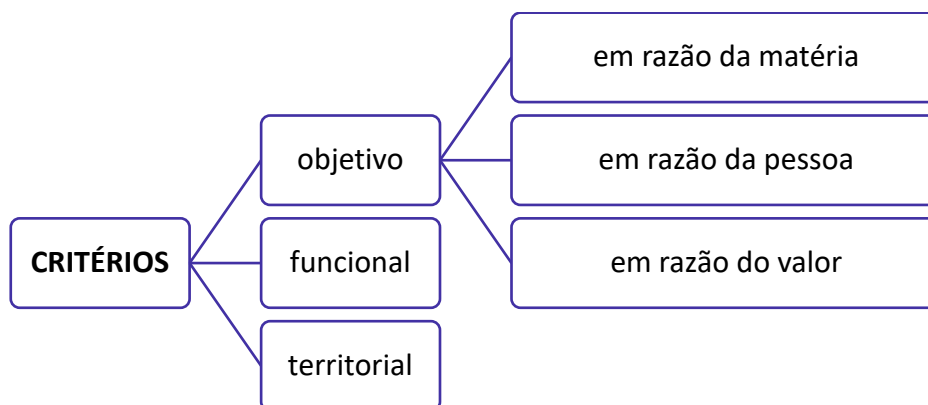 CRITÉRIOS
objetivo
em razão da matéria
em razão da pessoa
em razão do valor
funcional
territorial